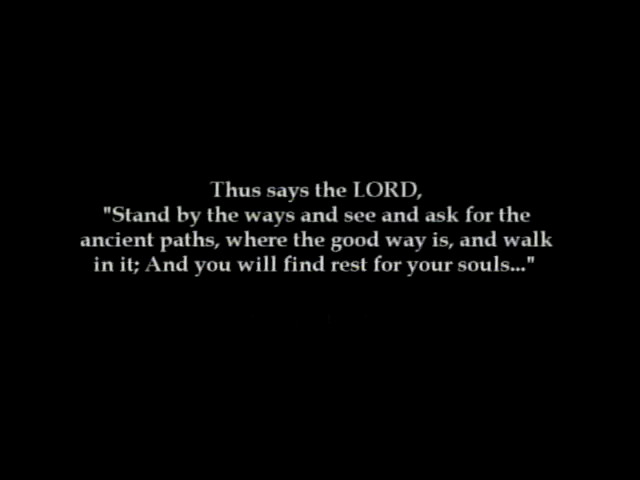 Thus says the LORD,
"Stand by the ways and see and ask for the
ancient paths, where the good way is, and walk
in it; And you will find rest for your souls..."